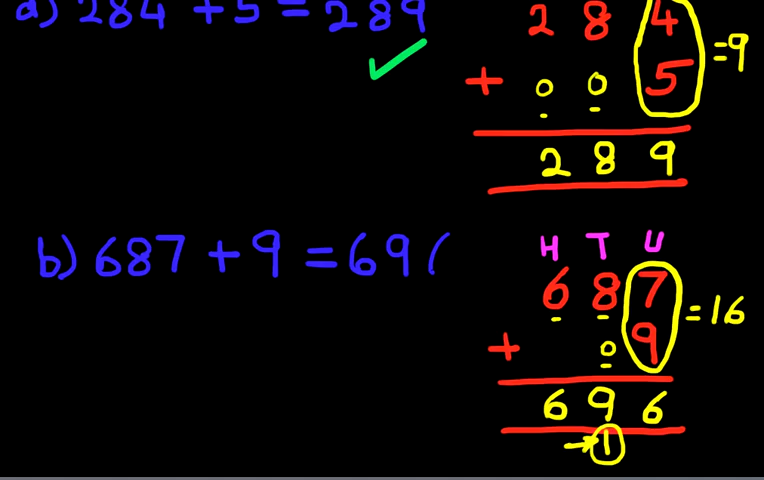 a) 284 + 5 = 289
2 8 4
+ 0 0 5
= 9
2 8 9
b) 687 + 9 = 69(
H T U
6 8 7
+ 0 9
= 16
6 9 6
1